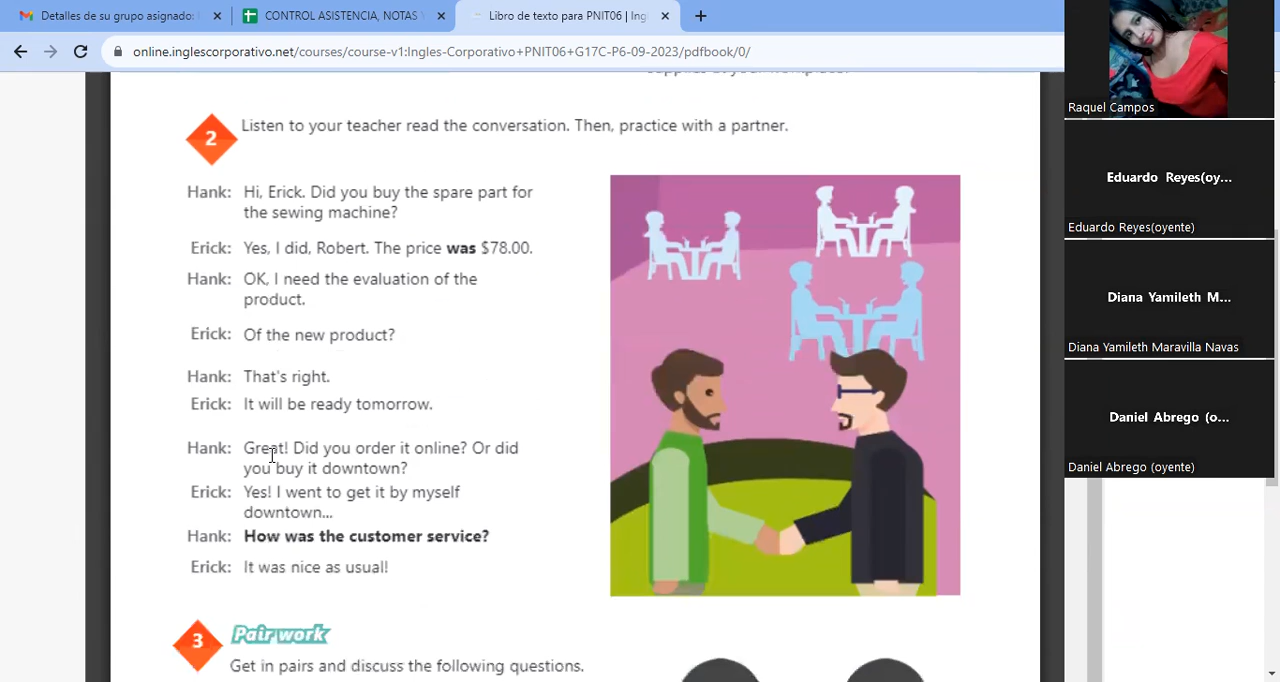 Detalles de su grupo asignado:
CONTROL ASISTENCIA, NOTAS Y
Libro de texto para PNIT06 | Ing
online.inglescorporativo.net/courses/course-v1:Ingles-Corporativo+PNIT06+G17C-P6-09-2023/pdfbook/0/
2
Listen to your teacher read the conversation. Then, practice with a partner.
Hank: Hi, Erick. Did you buy the spare part for
the sewing machine?
Erick: Yes, I did, Robert. The price was $78.00.
Hank: OK, I need the evaluation of the
product.
Erick: Of the new product?
Hank: That's right.
Erick: It will be ready tomorrow.
Hank: Great! Did you order it online? Or did
you buy it downtown?
Erick: Yes! I went to get it by myself
downtown...
Hank: How was the customer service?
Erick: It was nice as usual!
3
Pair work
Get in pairs and discuss the following questions.
Raquel Campos
Eduardo Reyes(oy...
Eduardo Reyes(oyente)
Diana Yamileth M...
Diana Yamileth Maravilla Navas
Daniel Abrego (o...
Daniel Abrego (oyente)